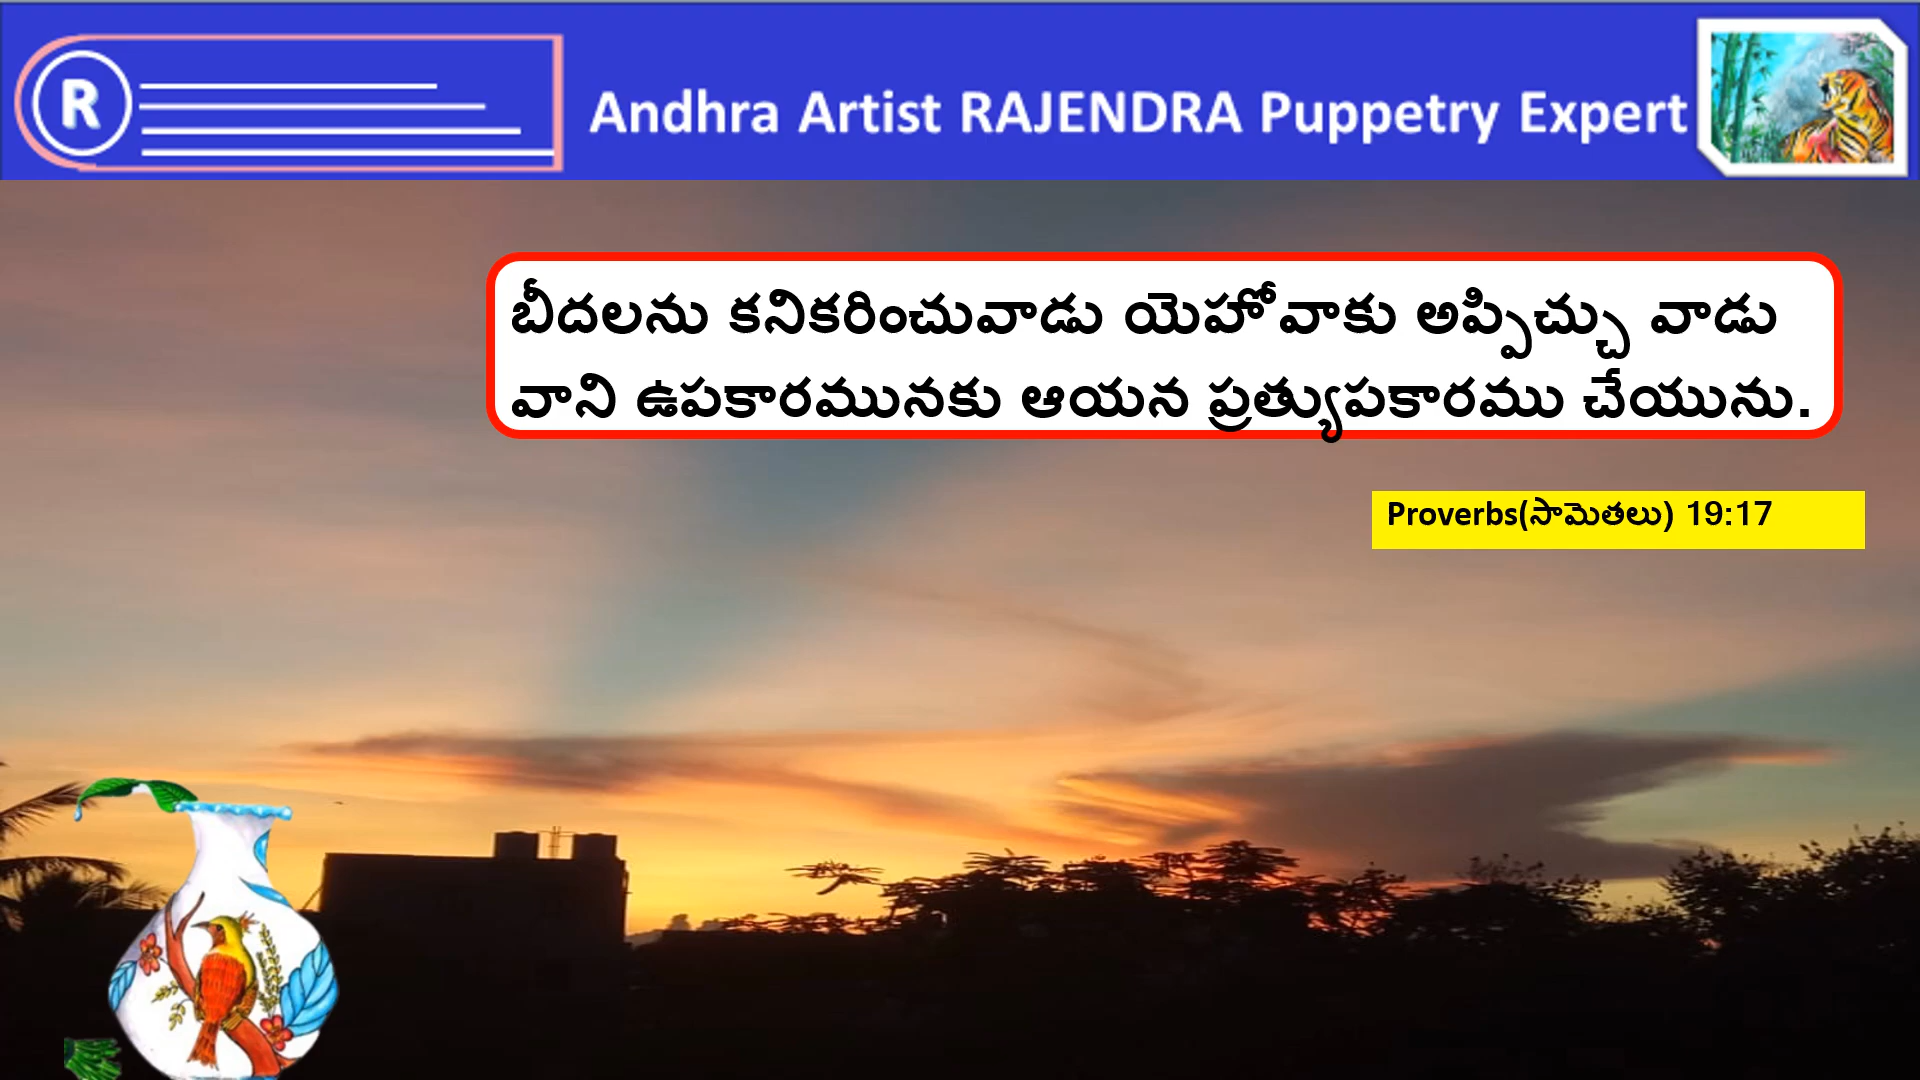 R
Andhra Artist RAJENDRA Puppetry Expert
బీదలను కనికరించువాడు యెహోవాకు అప్పిచ్చు వాడు
వాని ఉపకారమునకు ఆయన ప్రత్యుపకారము చేయును.
Proverbs(సామెతలు) 19:17